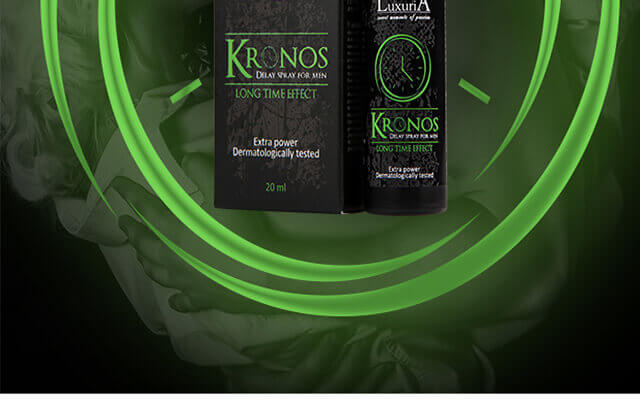 KRONOS
DELAY SPRAY FOR MEN
LONG TIME EFFECT
Extra power
Dermatologically tested
20 ml
LuxuriA
sweet moments of passion
KRONOS
DELAY SPRAY FOR MEN
LONG TIME EFFECT
Extra power
Dermatologically tested